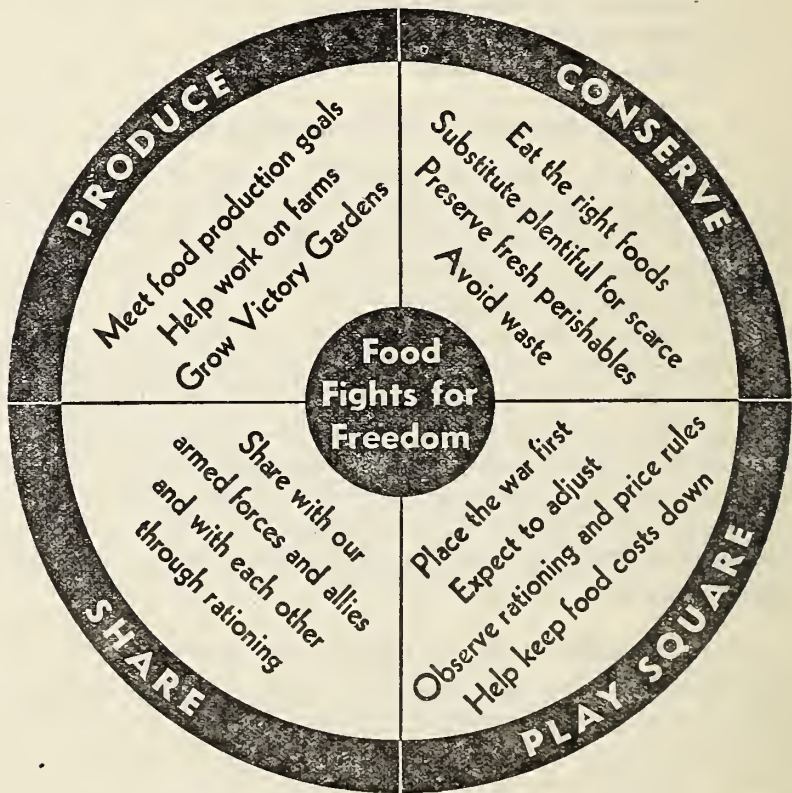 PRODUCE
Meet food production goals
Help work on farms
Grow Victory Gardens
CONSERVE
Eat the right foods
Substitute plentiful for scarce
Preserve fresh perishables
Avoid waste
Food
Fights for
Freedom
SHARE
Share with our
armed forces and allies
and with each other
through rationing
PLAY SQUARE
Place the war first
Expect to adjust
Observe rationing and price rules
Help keep food costs down